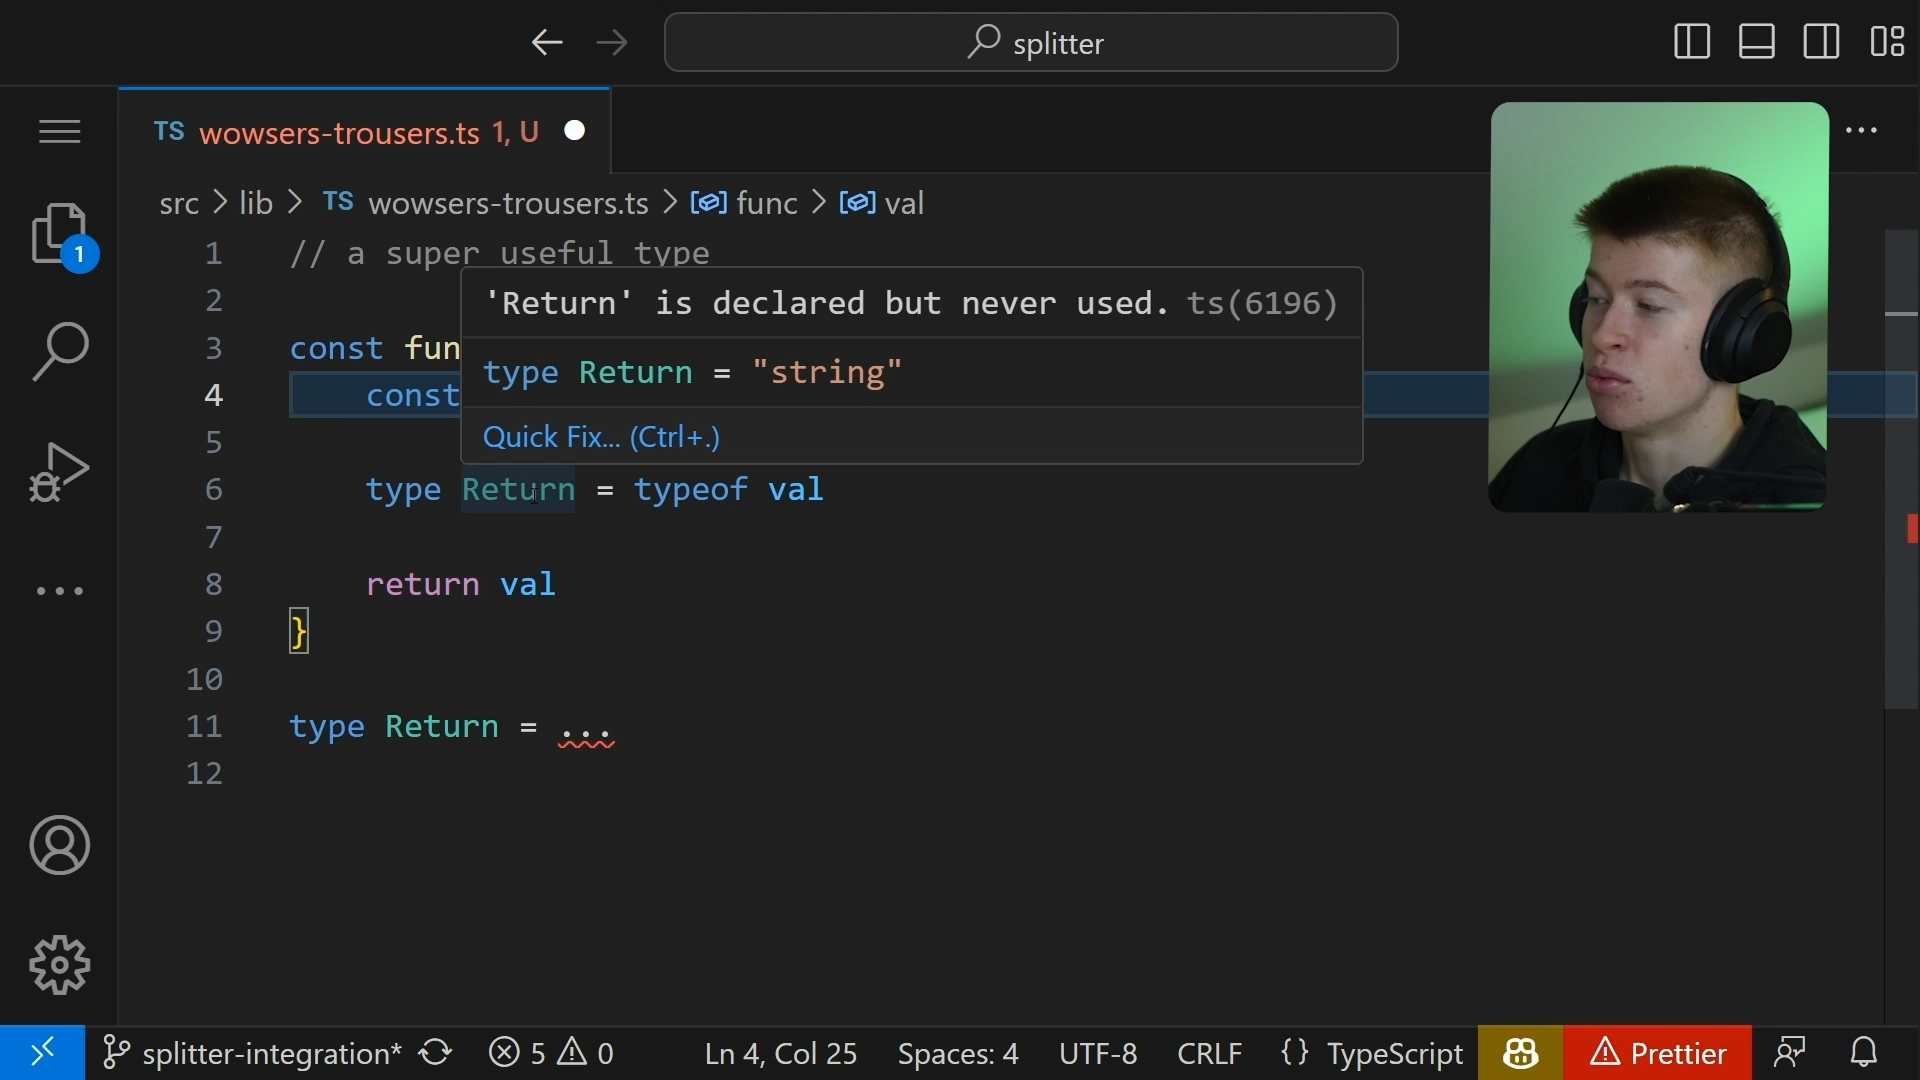 splitter
TS wowsers-trousers.ts 1, U
src > lib > TS wowsers-trousers.ts > func > val
1 // a super useful type
2
'Return' is declared but never used. ts(6196)
3 const fun
type Return = "string"
4 const
Quick Fix... (Ctrl+.)
5
6 type Return = typeof val
7
8 return val
9 }
10
11 type Return = ...
12
1
splitter-integration* 5 0 Ln 4, Col 25 Spaces: 4 UTF-8 CRLF {} TypeScript Prettier